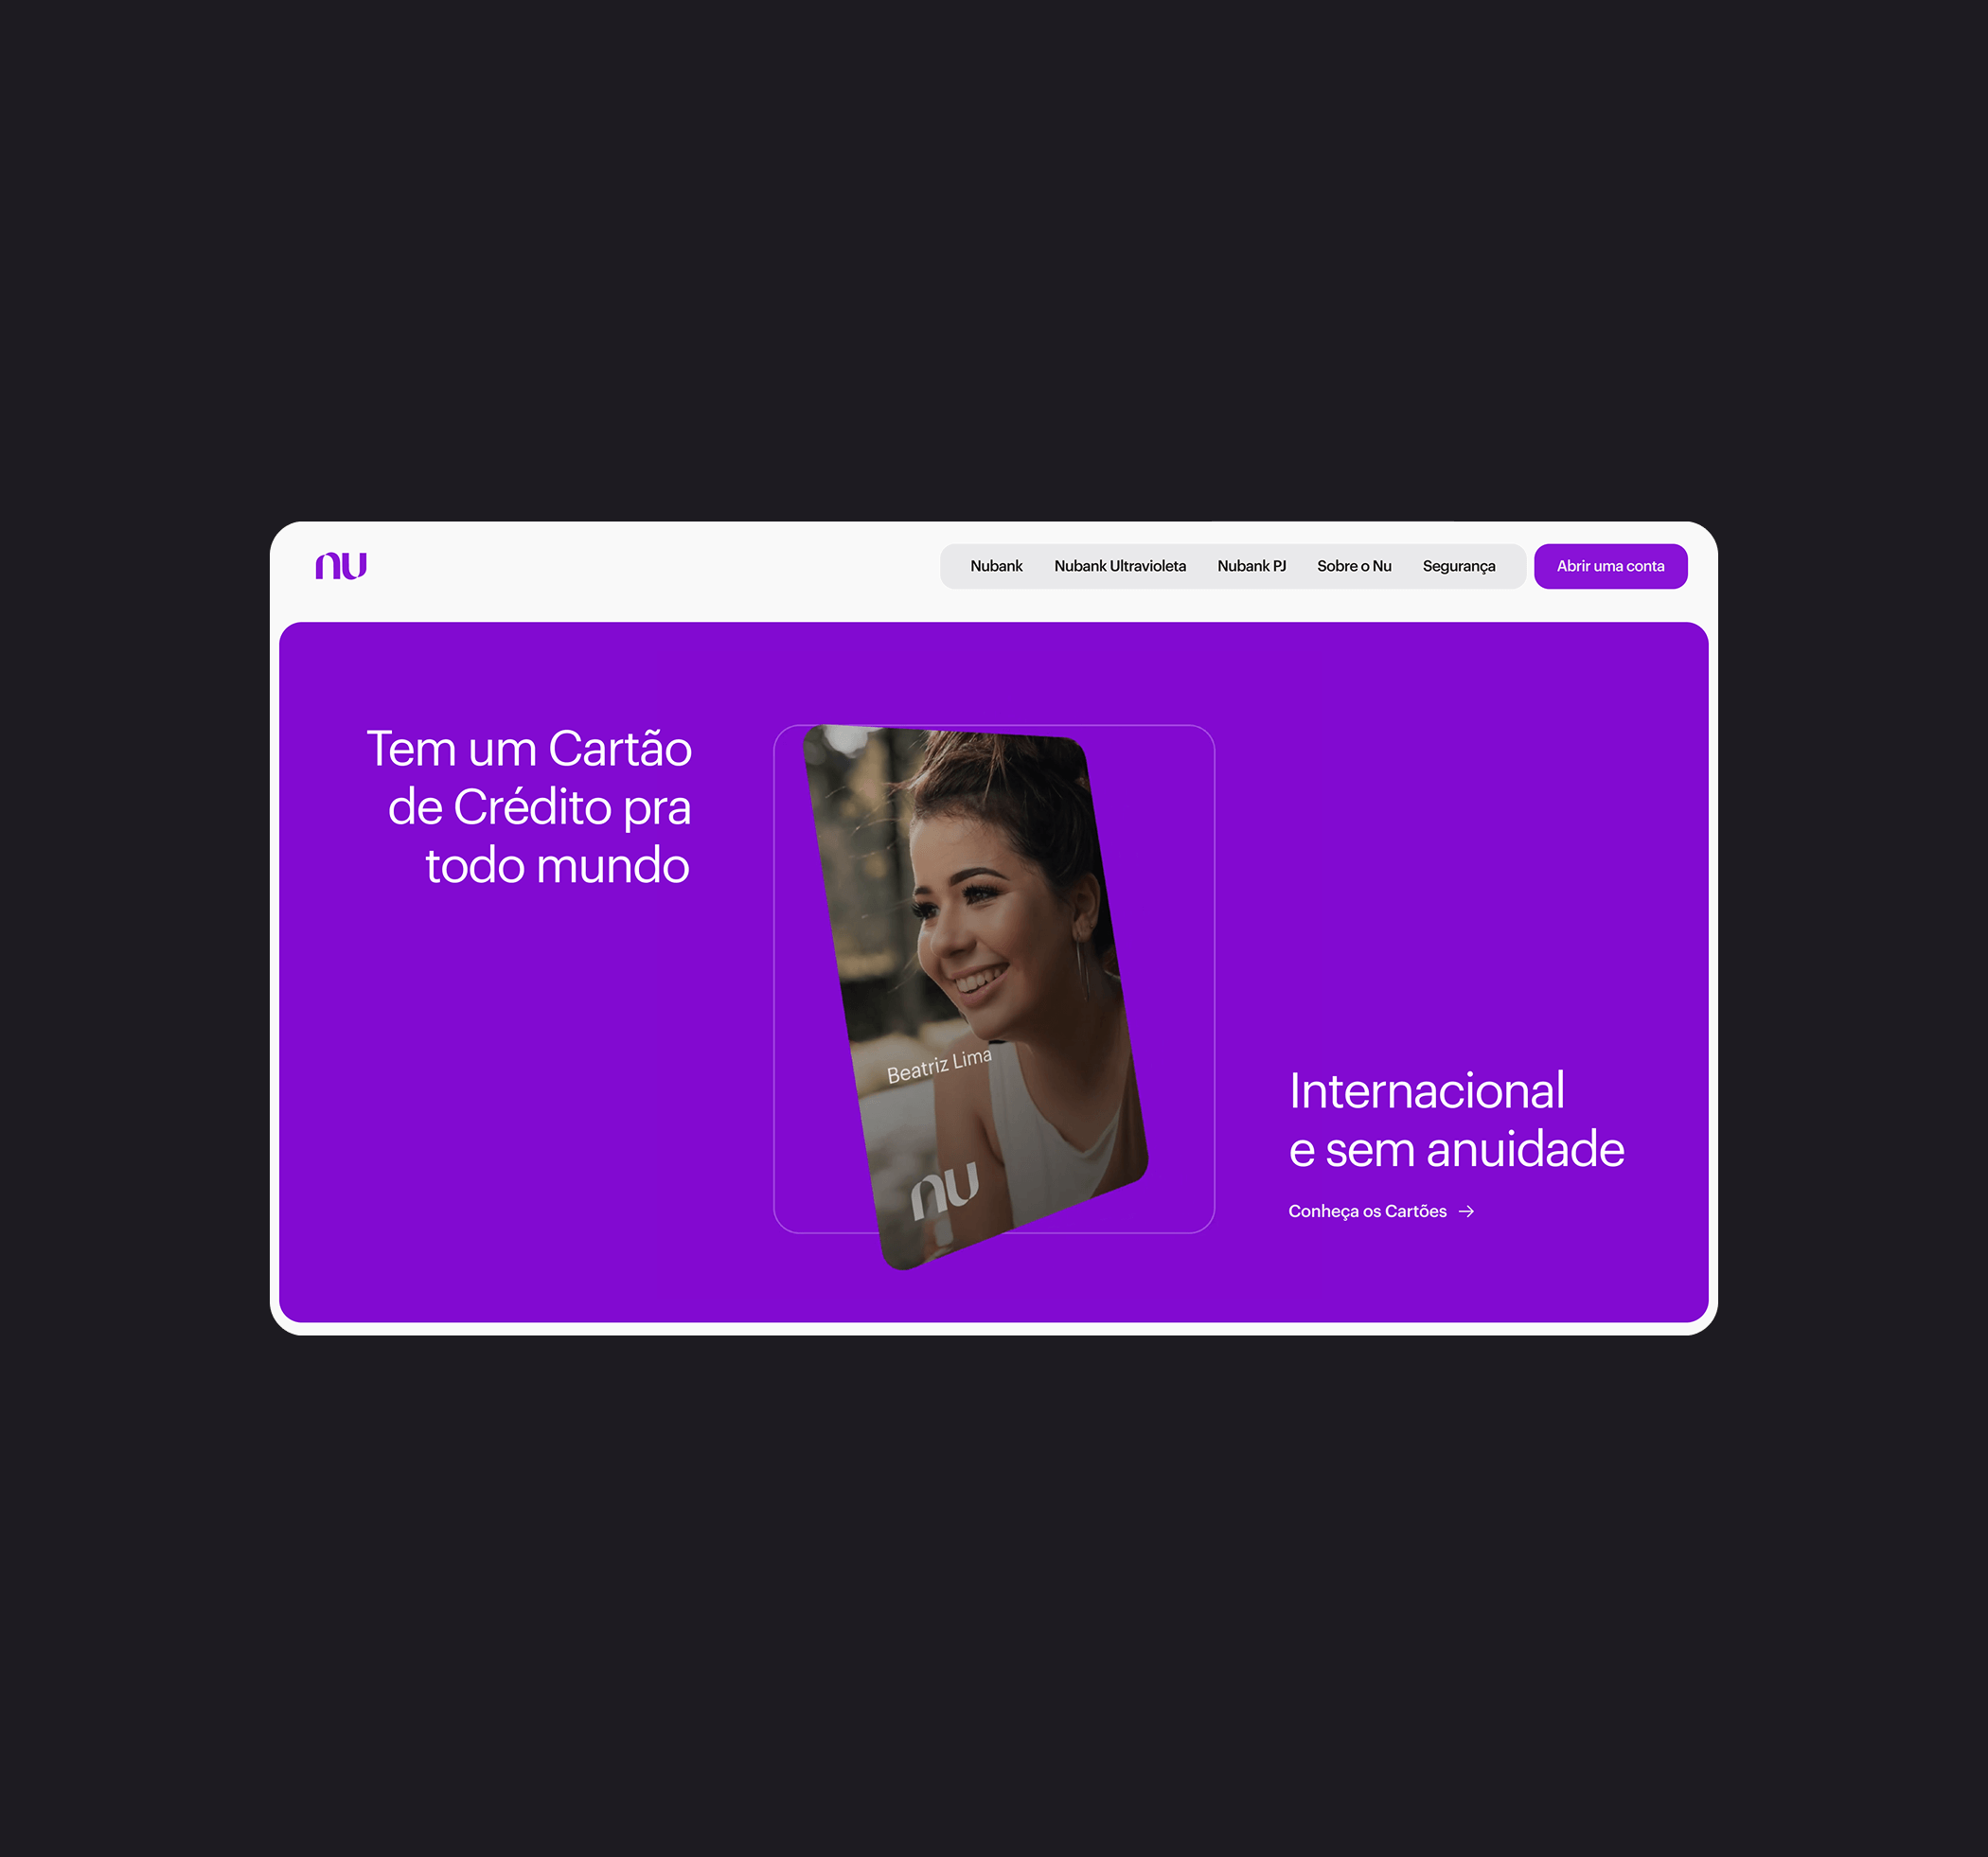 nu
Nubank
Nubank Ultravioleta
Nubank PJ
Sobre o Nu
Segurança
Abrir uma conta
Tem um Cartão
de Crédito pra
todo mundo
Beatriz Lima
nu
Internacional
e sem anuidade
Conheça os Cartões →